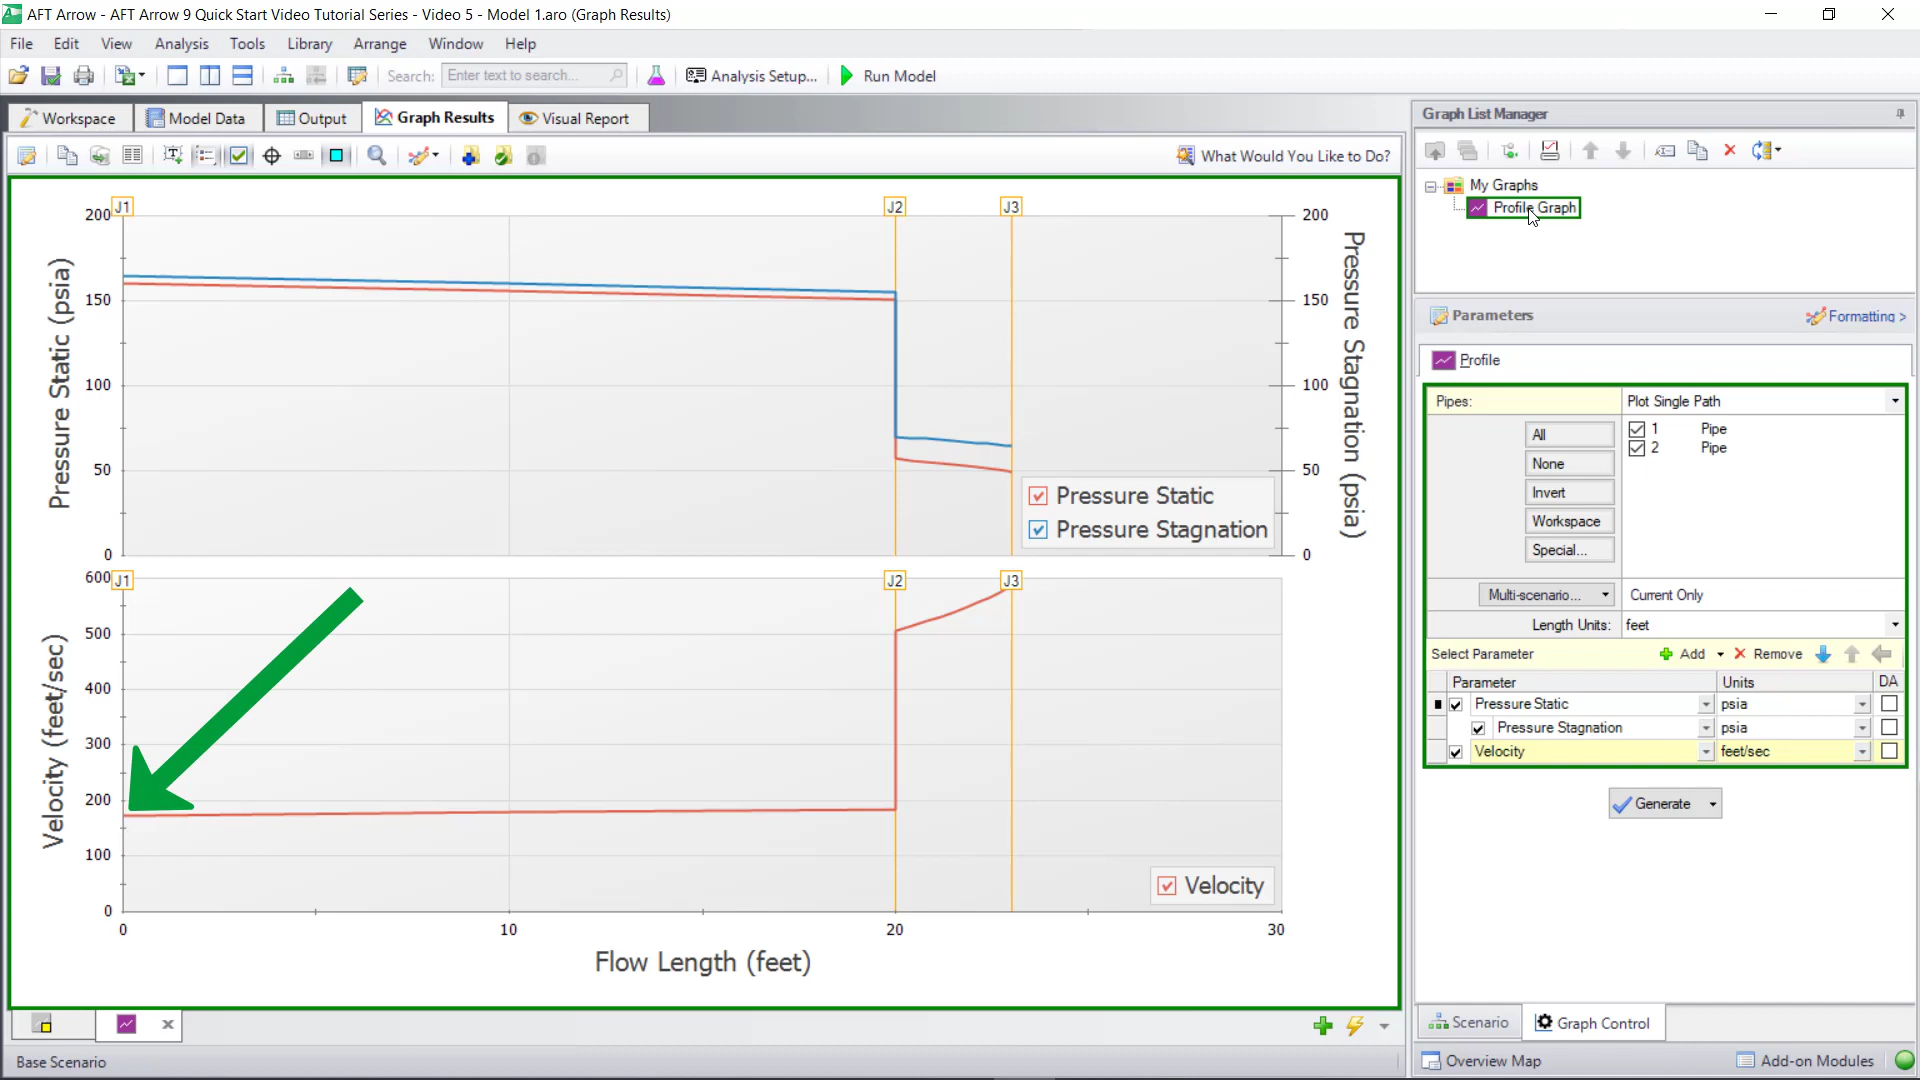 AFT Arrow - AFT Arrow 9 Quick Start Video Tutorial Series - Video 5 - Model 1.aro (Graph Results)
File Edit View Analysis Tools Library Arrange Window Help
Search: Enter text to search... Analysis Setup... Run Model
Workspace Model Data Output Graph Results Visual Report
What Would You Like to Do?
J1 J2 J3
200
150
100
50
0
Pressure Static (psia)
200
150
100
50
0
Pressure Stagnation (psia)
Pressure Static
Pressure Stagnation
J1 J2 J3
600
500
400
300
200
100
0
Velocity (feet/sec)
Velocity
0 10 20 30
Flow Length (feet)
Base Scenario
Graph List Manager
My Graphs
Profile Graph
Parameters Formatting >
Profile
Pipes: Plot Single Path
All
None
Invert
Workspace
Special...
1 Pipe
2 Pipe
Multi-scenario... Current Only
Length Units: feet
Select Parameter Add Remove
Parameter Units DA
Pressure Static psia
Pressure Stagnation psia
Velocity feet/sec
Generate
Scenario Graph Control
Overview Map Add-on Modules